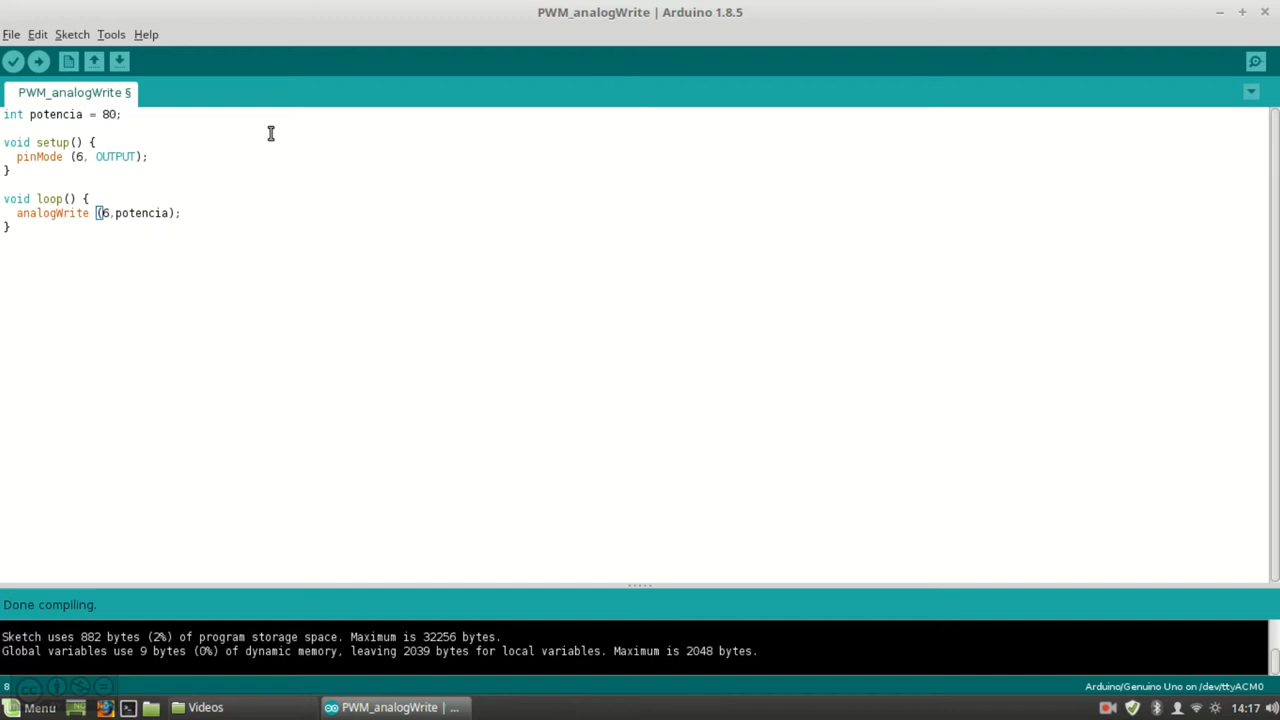 PWM_analogWrite | Arduino 1.8.5
File Edit Sketch Tools Help
PWM_analogWrite §
int potencia = 80;
void setup() {
pinMode (6, OUTPUT);
}
void loop() {
analogWrite (6,potencia);
}
Done compiling.
Sketch uses 882 bytes (2%) of program storage space. Maximum is 32256 bytes.
Global variables use 9 bytes (0%) of dynamic memory, leaving 2039 bytes for local variables. Maximum is 2048 bytes.
8 Arduino/Genuino Uno on /dev/ttyACM0
Menu Videos PWM_analogWrite | ... 14:17